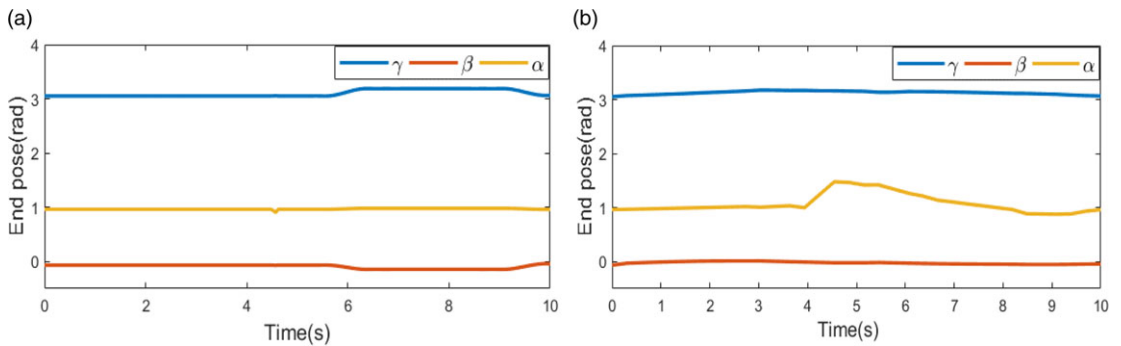 (a)
γ β α
End pose(rad)
4
3
2
1
0
0 2 4 6 8 10
Time(s)
(b)
γ β α
End pose(rad)
4
3
2
1
0
0 1 2 3 4 5 6 7 8 9 10
Time(s)